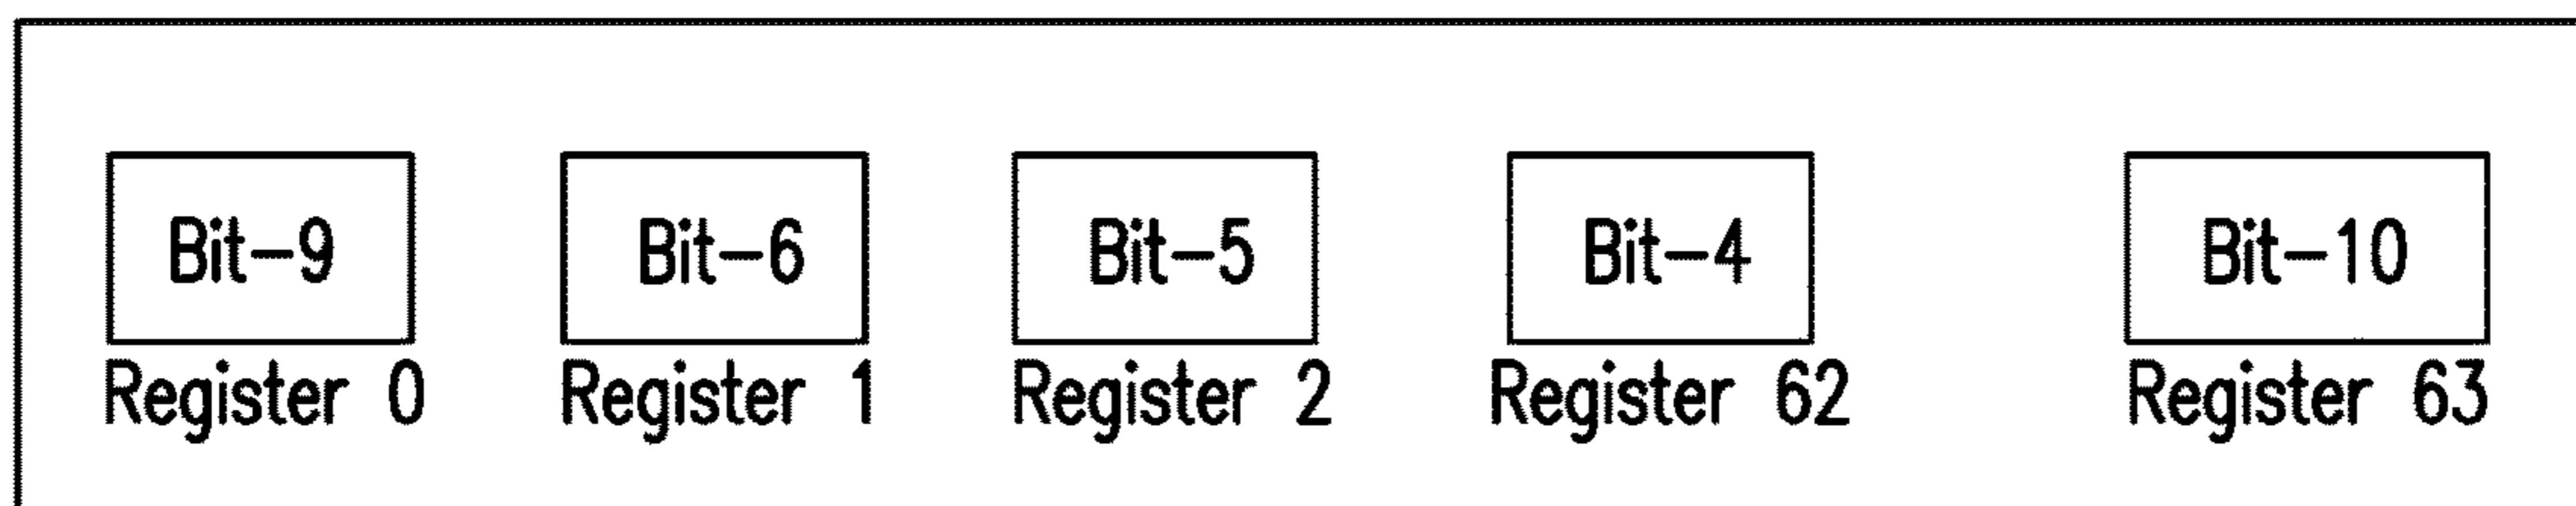 Bit-9 Bit-6 Bit-5 Bit-4 Bit-10
Register 0 Register 1 Register 2 Register 62 Register 63